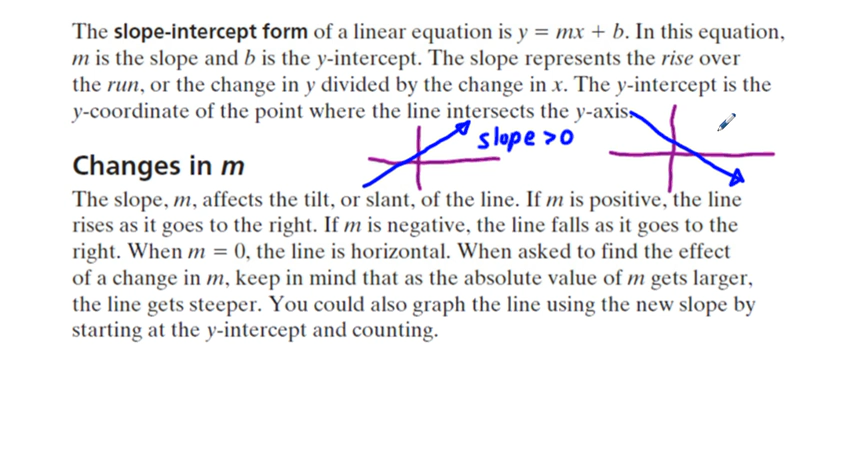 The slope-intercept form of a linear equation is y = mx + b. In this equation,
m is the slope and b is the y-intercept. The slope represents the rise over
the run, or the change in y divided by the change in x. The y-intercept is the
y-coordinate of the point where the line intersects the y-axis.
slope >0
Changes in m
The slope, m, affects the tilt, or slant, of the line. If m is positive, the line
rises as it goes to the right. If m is negative, the line falls as it goes to the
right. When m = 0, the line is horizontal. When asked to find the effect
of a change in m, keep in mind that as the absolute value of m gets larger,
the line gets steeper. You could also graph the line using the new slope by
starting at the y-intercept and counting.